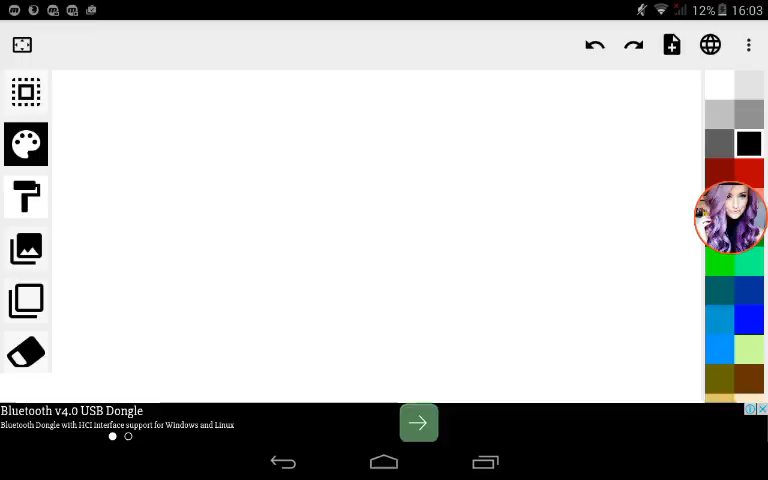 12% 16:03
Bluetooth v4.0 USB Dongle
Bluetooth Dongle with HCI interface support for Windows and Linux